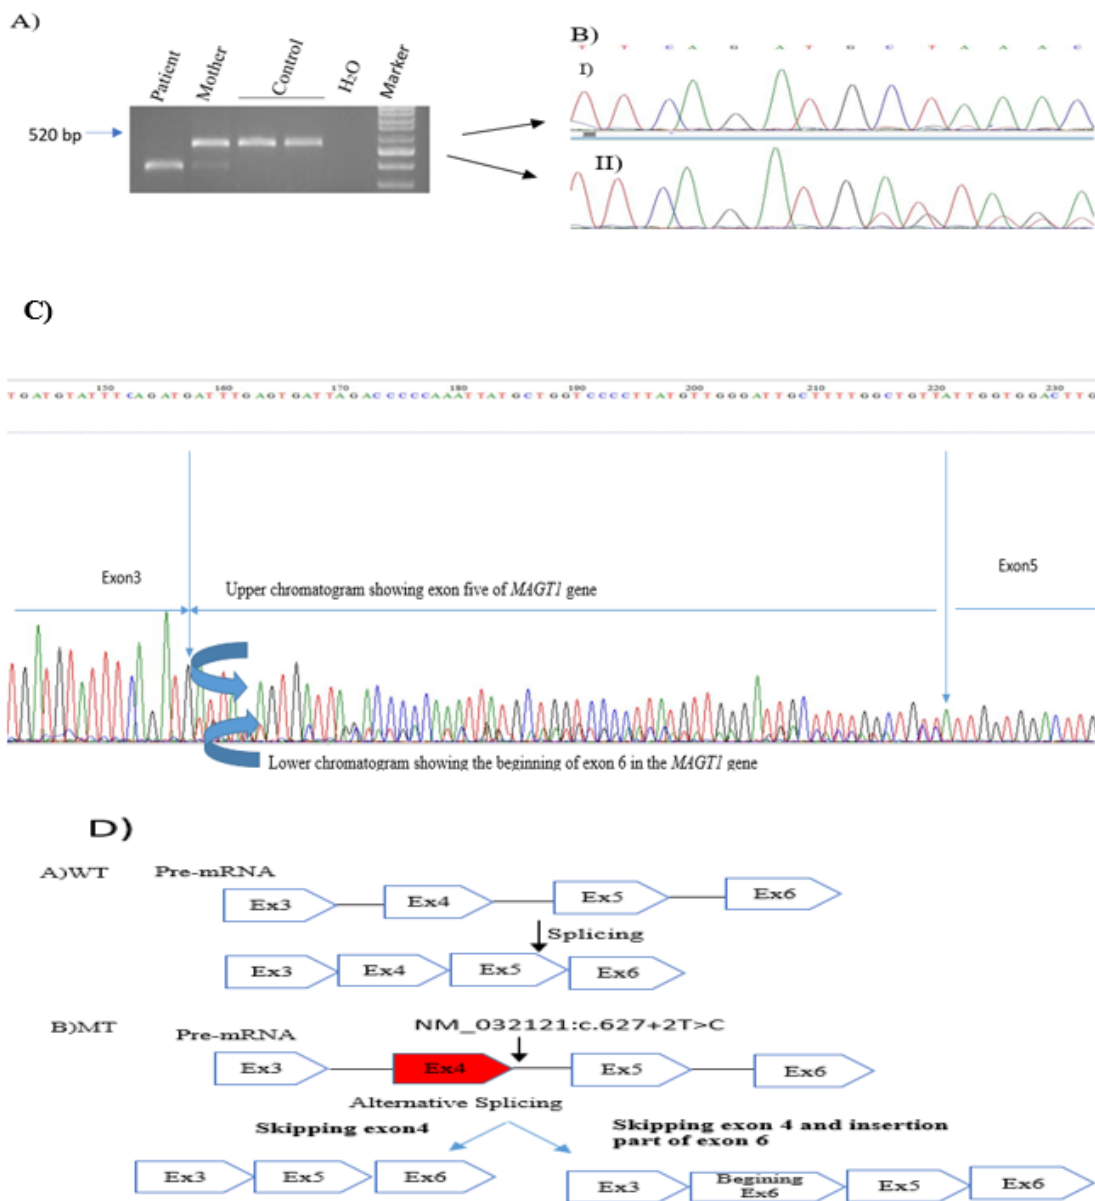 A)
Patient
Mother
Control
H2O
Marker
520 bp
B)
T T C A G A T G C T A A A C
I)
II)
C)
150 160 170 180 190 200 210 220 230
TGATGTATTTCAGATGATTTGAGTGATTAGACCCCCAAATTATGCTGGTCCCCTTATGTTGGGATTGCTTTTGGCTGTTATTGGTGGACTTG
Exon3
Exon5
Upper chromatogram showing exon five of MAGT1 gene
Lower chromatogram showing the beginning of exon 6 in the MAGT1 gene
D)
A)WT Pre-mRNA
Ex3 Ex4 Ex5 Ex6
Splicing
Ex3 Ex4 Ex5 Ex6
B)MT Pre-mRNA
NM_032121:c.627+2T>C
Ex3 Ex4 Ex5 Ex6
Alternative Splicing
Skipping exon4
Skipping exon 4 and insertion
part of exon 6
Ex3 Ex5 Ex6
Ex3 Begining Ex5 Ex6
Ex6